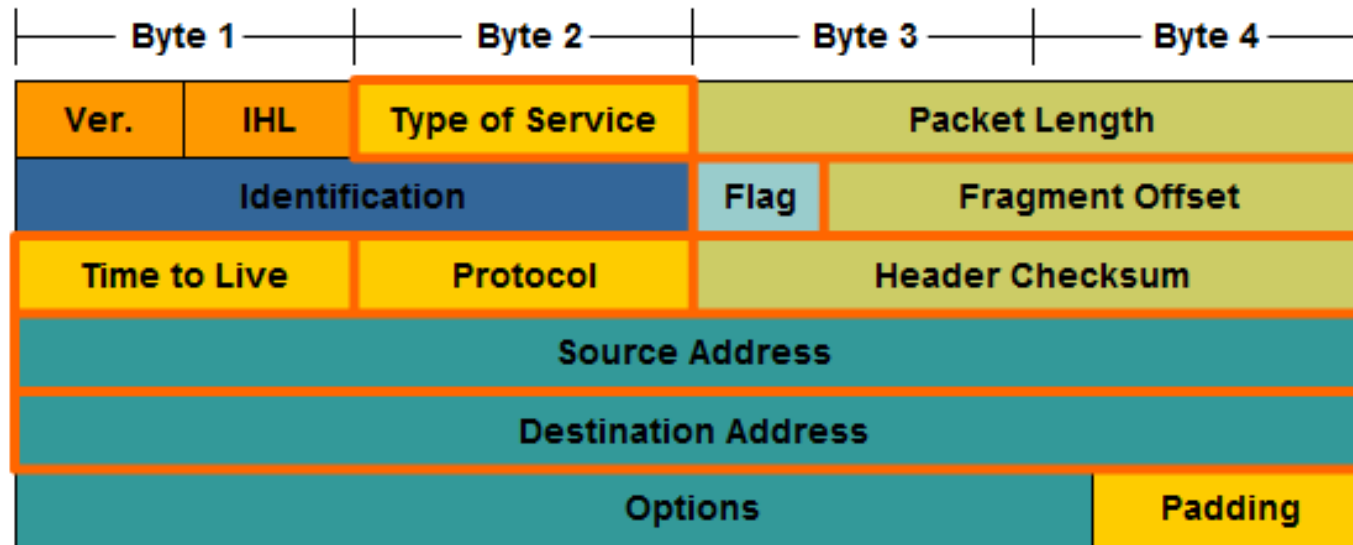 Byte 1 Byte 2 Byte 3 Byte 4
Ver. IHL Type of Service Packet Length
Identification Flag Fragment Offset
Time to Live Protocol Header Checksum
Source Address
Destination Address
Options Padding